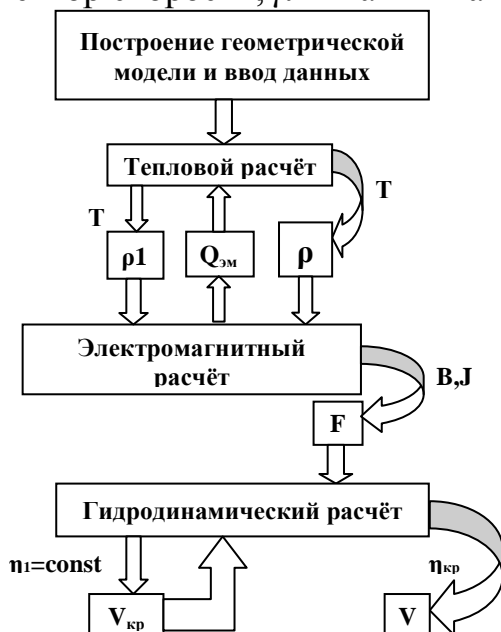 Построение геометрической
модели и ввод данных
Тепловой расчёт
T
T
ρ1
Qэм
ρ
Электромагнитный
расчёт
B,J
F
Гидродинамический расчёт
η1=const
ηкр
Vкр
V